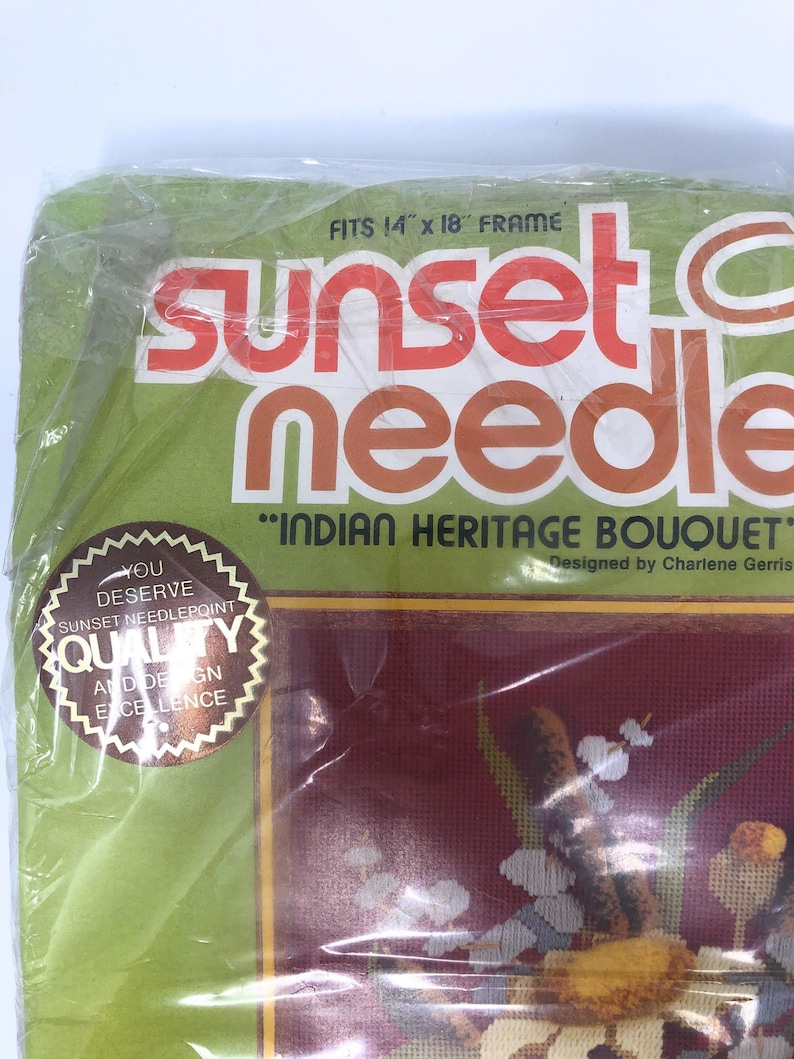 FITS 14" x 18" FRAME
sunset
needle
"INDIAN HERITAGE BOUQUET"
Designed by Charlene Gerris
YOU
DESERVE
SUNSET NEEDLEPOINT
QUALITY
AND DESIGN
EXCELLENCE